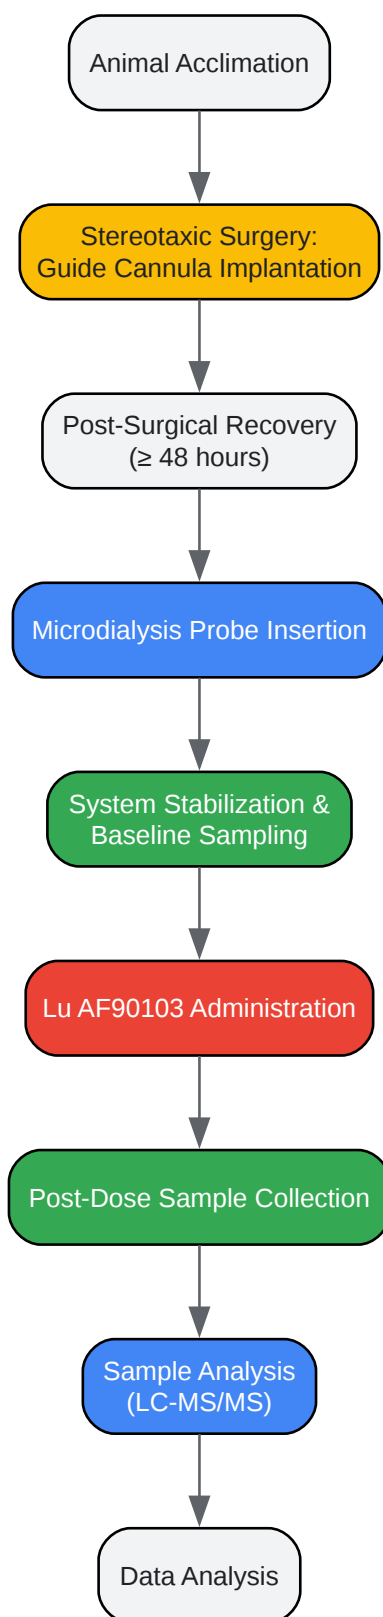 Animal Acclimation
Stereotaxic Surgery:
Guide Cannula Implantation
Post-Surgical Recovery
(≥ 48 hours)
Microdialysis Probe Insertion
System Stabilization &
Baseline Sampling
Lu AF90103 Administration
Post-Dose Sample Collection
Sample Analysis
(LC-MS/MS)
Data Analysis